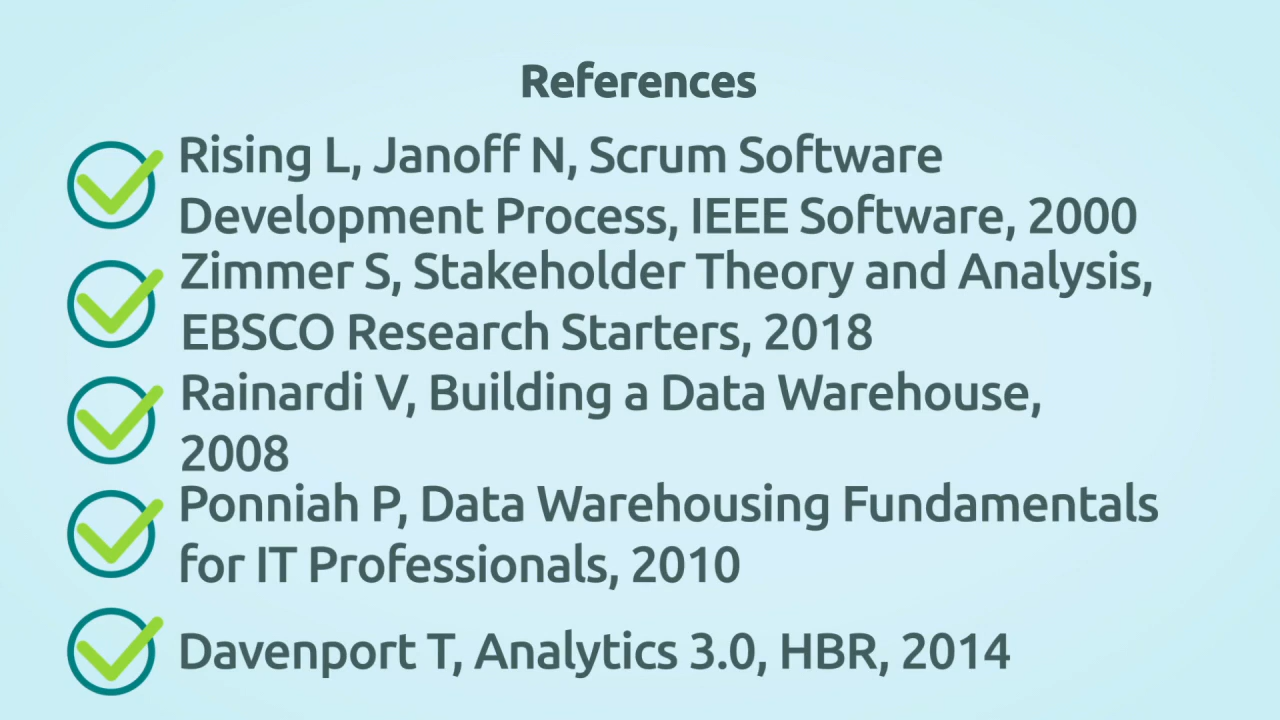 References
Rising L, Janoff N, Scrum Software
Development Process, IEEE Software, 2000
Zimmer S, Stakeholder Theory and Analysis,
EBSCO Research Starters, 2018
Rainardi V, Building a Data Warehouse,
2008
Ponniah P, Data Warehousing Fundamentals
for IT Professionals, 2010
Davenport T, Analytics 3.0, HBR, 2014